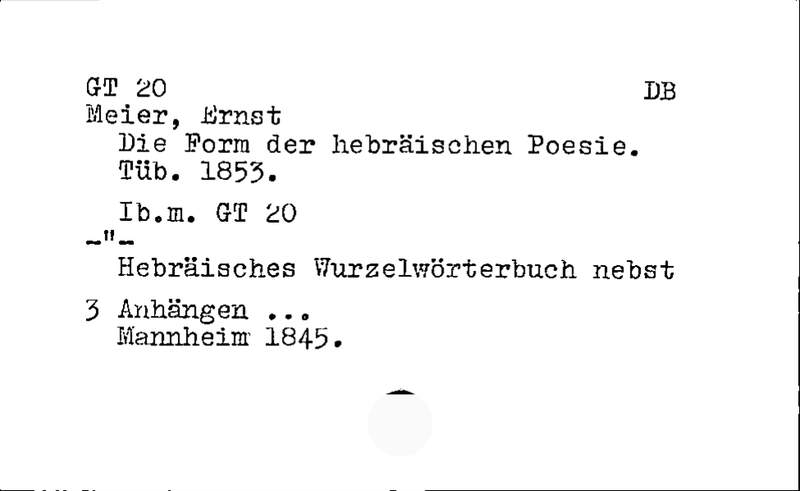 GT 20 DB
Meier, Ernst
Die Form der hebräischen Poesie.
Tüb. 1853.
Ib.m. GT 20
-"-
Hebräisches Wurzelwörterbuch nebst
3 Anhängen ...
Mannheim 1845.